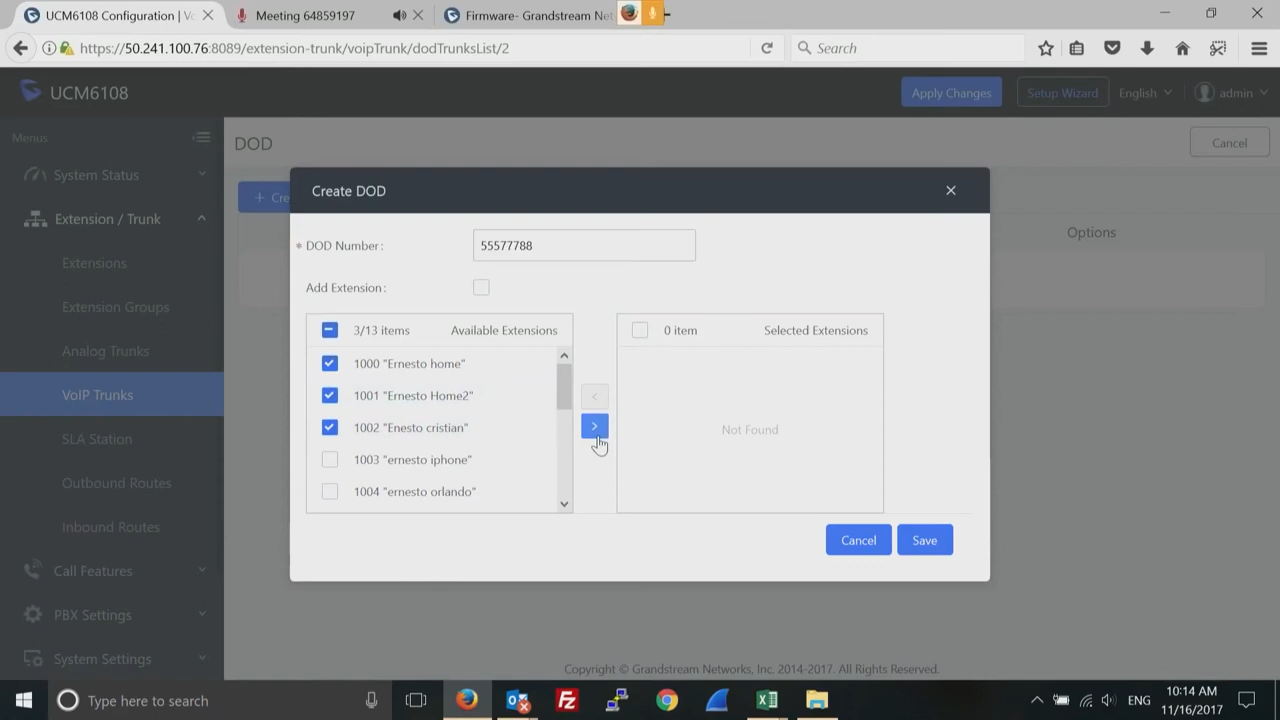 UCM6108 Configuration | Vo
Meeting 64859197
Firmware- Grandstream Net
https://50.241.100.76:8089/extension-trunk/voipTrunk/dodTrunksList/2
Search
UCM6108
Apply Changes
Setup Wizard
English
admin
Menus
System Status
Extension / Trunk
Extensions
Extension Groups
Analog Trunks
VoIP Trunks
SLA Station
Outbound Routes
Inbound Routes
Call Features
PBX Settings
System Settings
DOD
Cancel
+ Cre
Options
Create DOD
* DOD Number :
55577788
Add Extension :
3/13 items
Available Extensions
1000 "Ernesto home"
1001 "Ernesto Home2"
1002 "Enesto cristian"
1003 "ernesto iphone"
1004 "ernesto orlando"
0 item
Selected Extensions
Not Found
Cancel
Save
Copyright © Grandstream Networks, Inc. 2014-2017. All Rights Reserved.
Type here to search
ENG
10:14 AM
11/16/2017